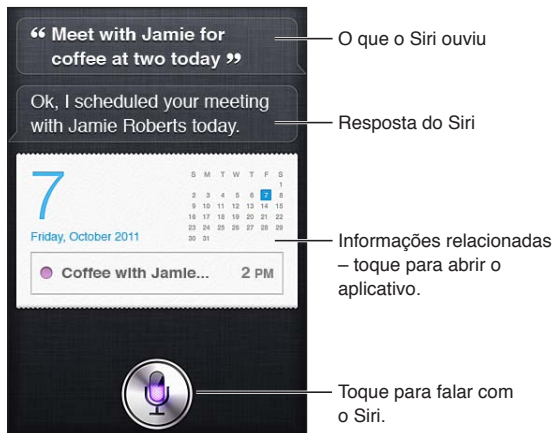 “ Meet with Jamie for
coffee at two today ”
O que o Siri ouviu
Ok, I scheduled your meeting
with Jamie Roberts today.
Resposta do Siri
7
Friday, October 2011
S M T W T F S
1
2 3 4 5 6 7 8
9 10 11 12 13 14 15
16 17 18 19 20 21 22
23 24 25 26 27 28 29
30 31
Coffee with Jamie... 2 PM
Informações relacionadas
– toque para abrir o
aplicativo.
Toque para falar com
o Siri.